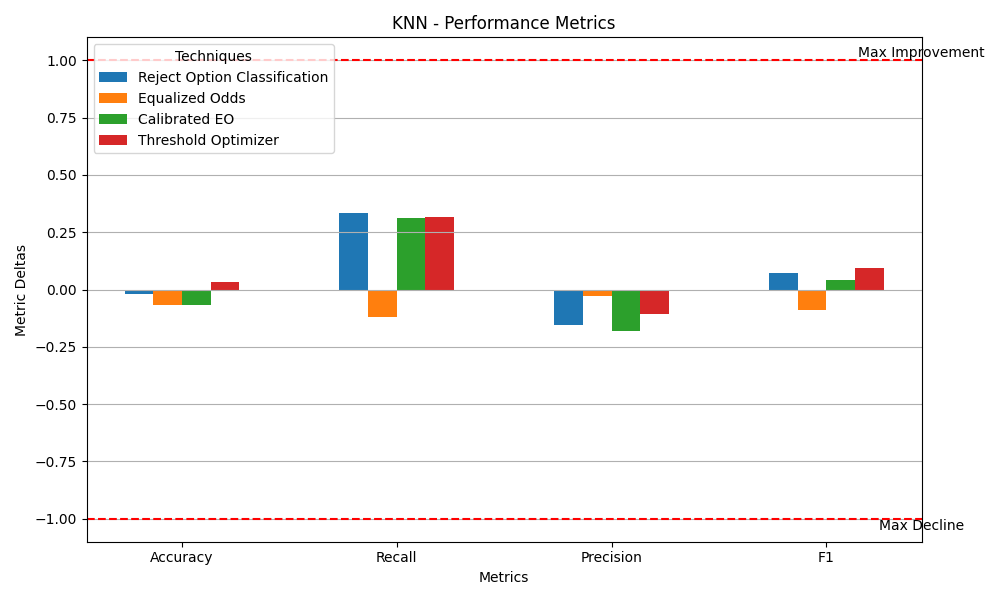 KNN - Performance Metrics
Max Improvement
Techniques
Reject Option Classification
Equalized Odds
Calibrated EO
Threshold Optimizer
1.00
0.75
0.50
0.25
0.00
−0.25
−0.50
−0.75
−1.00
Metric Deltas
Max Decline
Accuracy
Recall
Precision
F1
Metrics